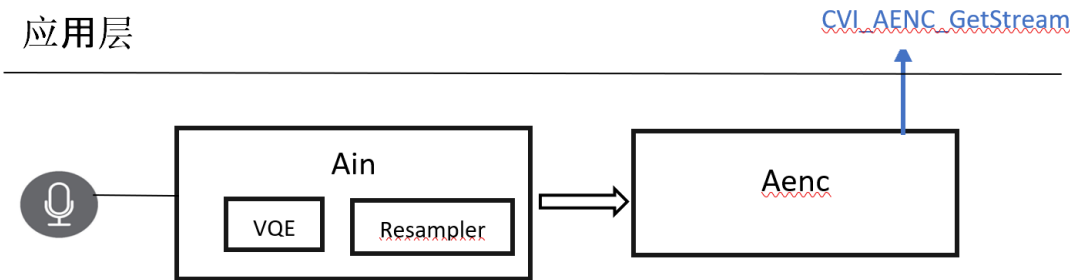 CVI_AENC_GetStream
应用层
Ain
Aenc
VQE
Resampler